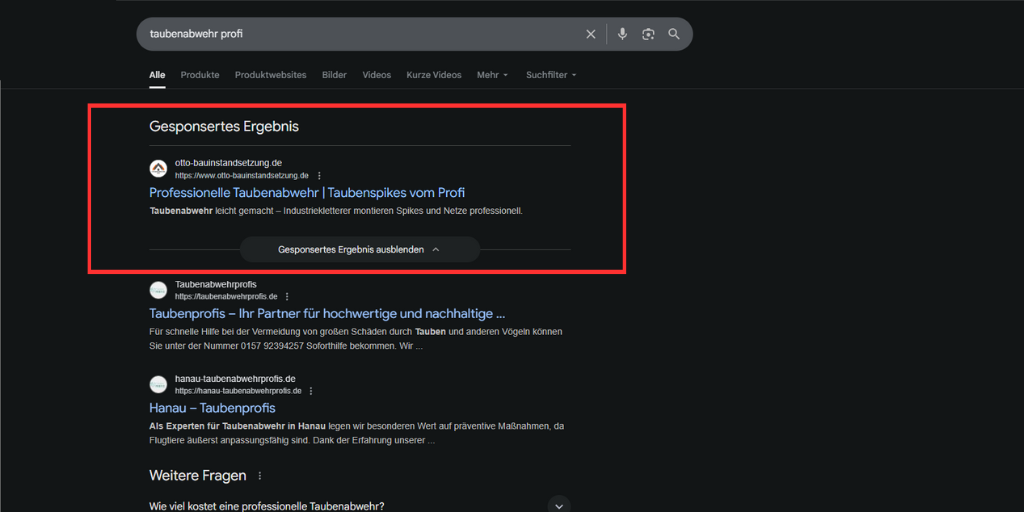 taubenabwehr profi
Alle Produkte Produktwebsites Bilder Videos Kurze Videos Mehr Suchfilter
Gesponsertes Ergebnis
otto-bauinstandsetzung.de
https://www.otto-bauinstandsetzung.de
Professionelle Taubenabwehr | Taubenspikes vom Profi
Taubenabwehr leicht gemacht – Industriekletterer montieren Spikes und Netze professionell.
Gesponsertes Ergebnis ausblenden
Taubenabwehrprofis
https://taubenabwehrprofis.de
Taubenprofis – Ihr Partner für hochwertige und nachhaltige ...
Für schnelle Hilfe bei der Vermeidung von großen Schäden durch Tauben und anderen Vögeln können
Sie unter der Nummer 0157 92394257 Soforthilfe bekommen. Wir ...
hanau-taubenabwehrprofis.de
https://hanau-taubenabwehrprofis.de
Hanau – Taubenprofis
Als Experten für Taubenabwehr in Hanau legen wir besonderen Wert auf präventive Maßnahmen, da
Flugtiere äußerst anpassungsfähig sind. Dank der Erfahrung unserer ...
Weitere Fragen
Wie viel kostet eine professionelle Taubenabwehr?